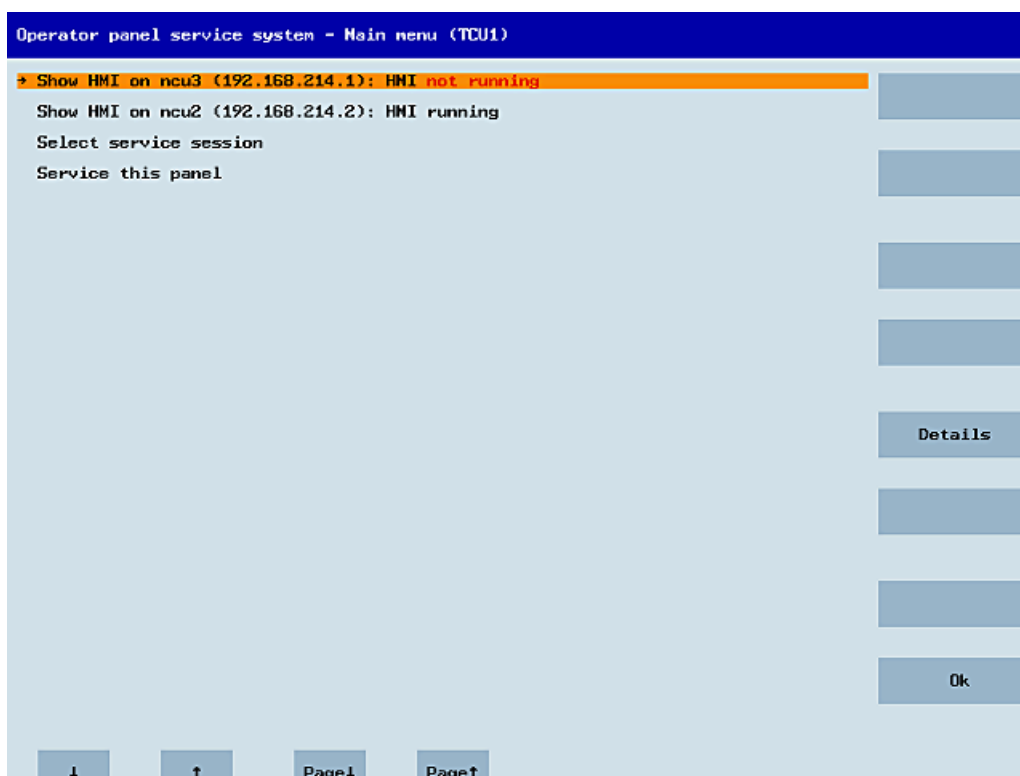 Operator panel service system - Main menu (TCU1)
→ Show HMI on ncu3 (192.168.214.1): HMI not running
Show HMI on ncu2 (192.168.214.2): HMI running
Select service session
Service this panel
Details
Ok
↓ ↑ Page↓ Page↑